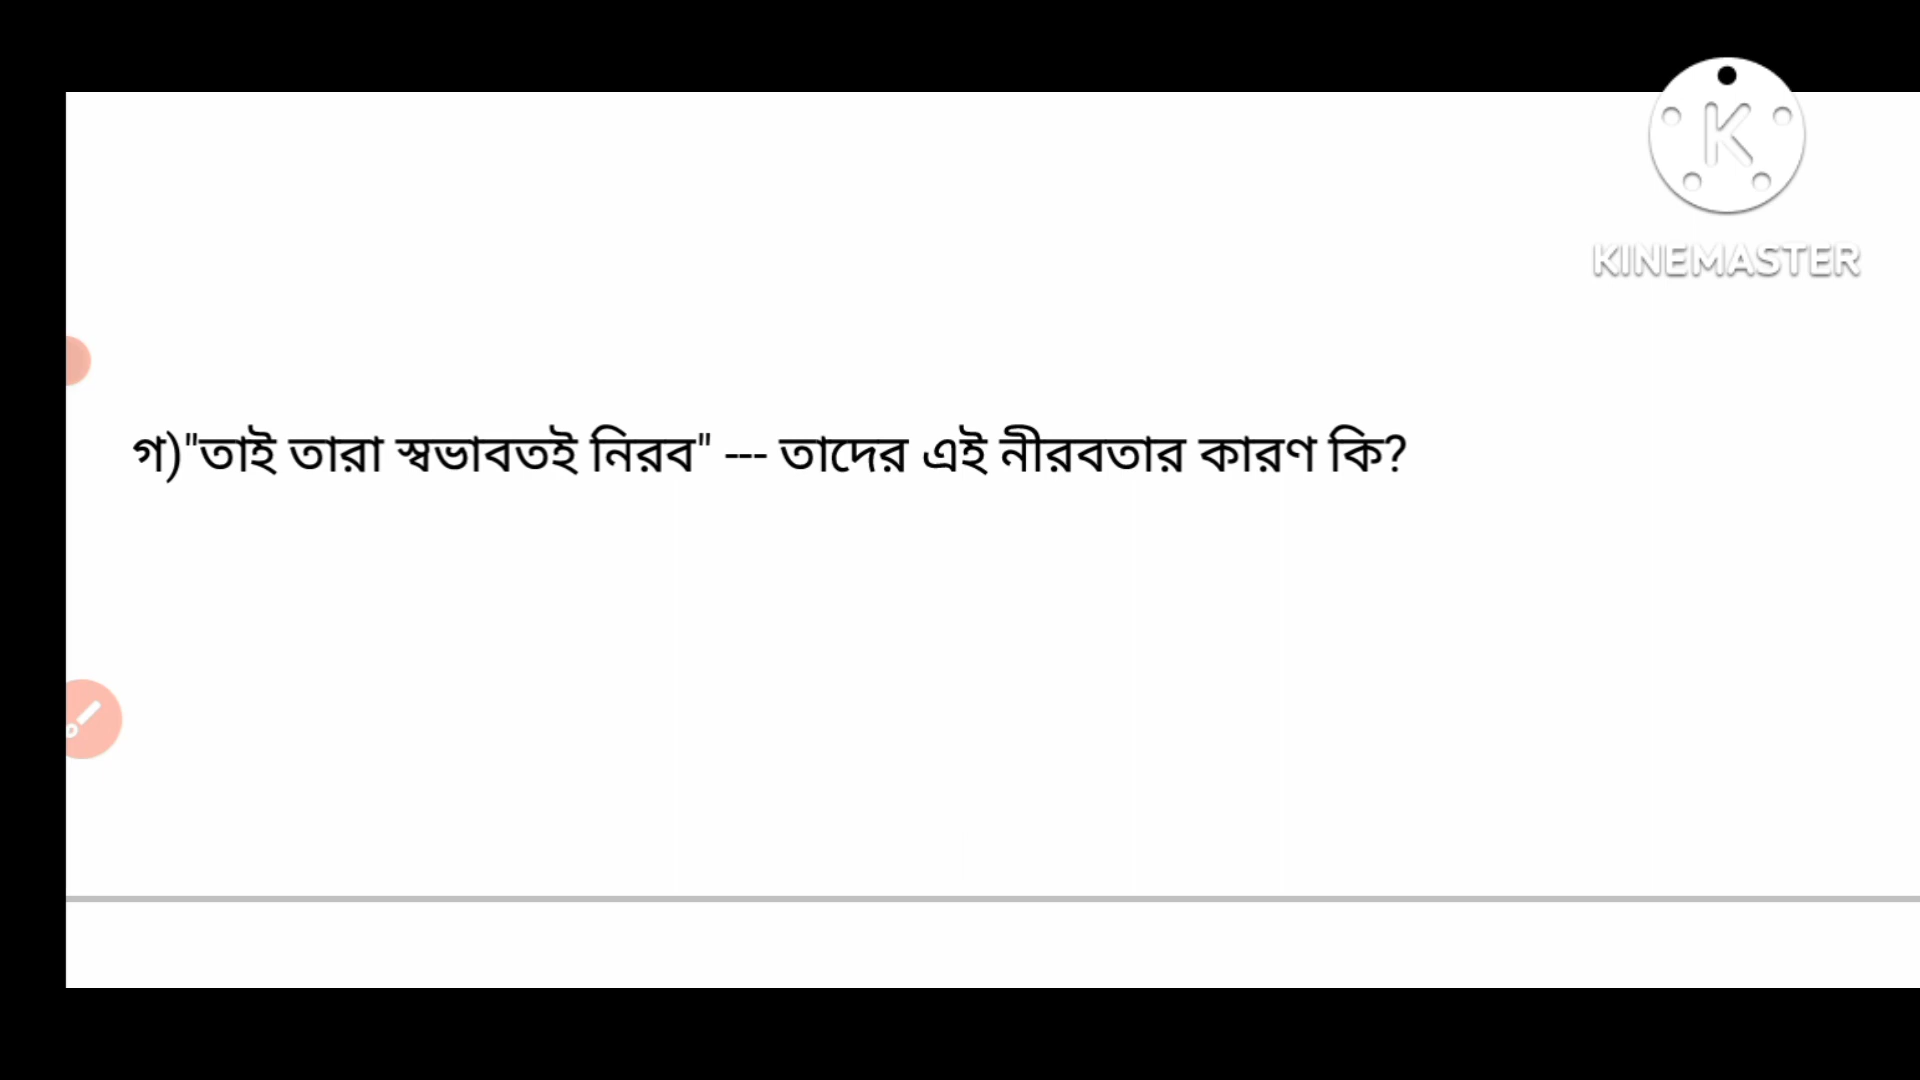 K
KINEMASTER
গ)"তাই তারা স্বভাবতই নিরব" --- তাদের এই নীরবতার কারণ কি?